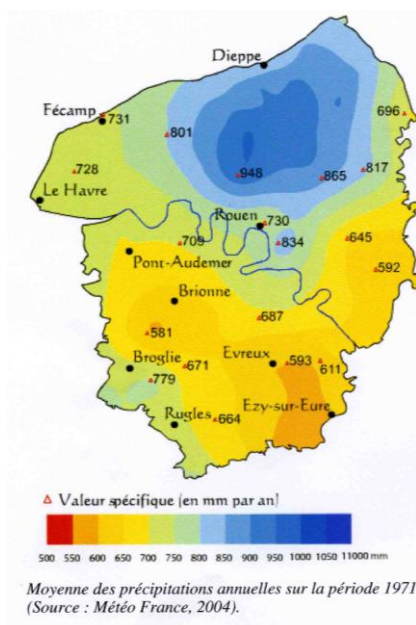 Dieppe
Fécamp
731
696
801
728
948
865
817
Le Havre
Rouen
730
709
834
645
Pont-Audemer
592
Brionne
687
581
Broglie
671
Evreux
593
611
779
Rugles
664
Ezy-sur-Eure
Valeur spécifique (en mm par an)
500 550 600 650 700 750 800 850 900 950 1000 1050 11000 mm
Moyenne des précipitations annuelles sur la période 1971
(Source : Météo France, 2004).